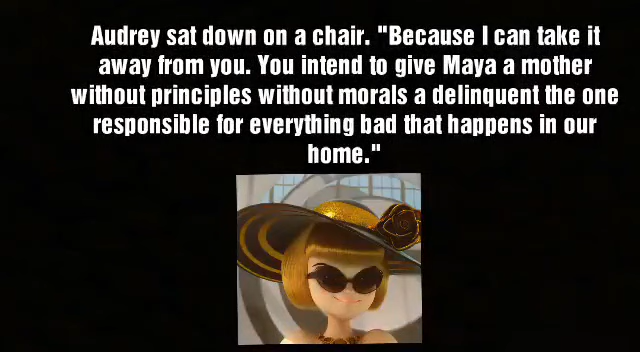 Audrey sat down on a chair. "Because I can take it
away from you. You intend to give Maya a mother
without principles without morals a delinquent the one
responsible for everything bad that happens in our
home."